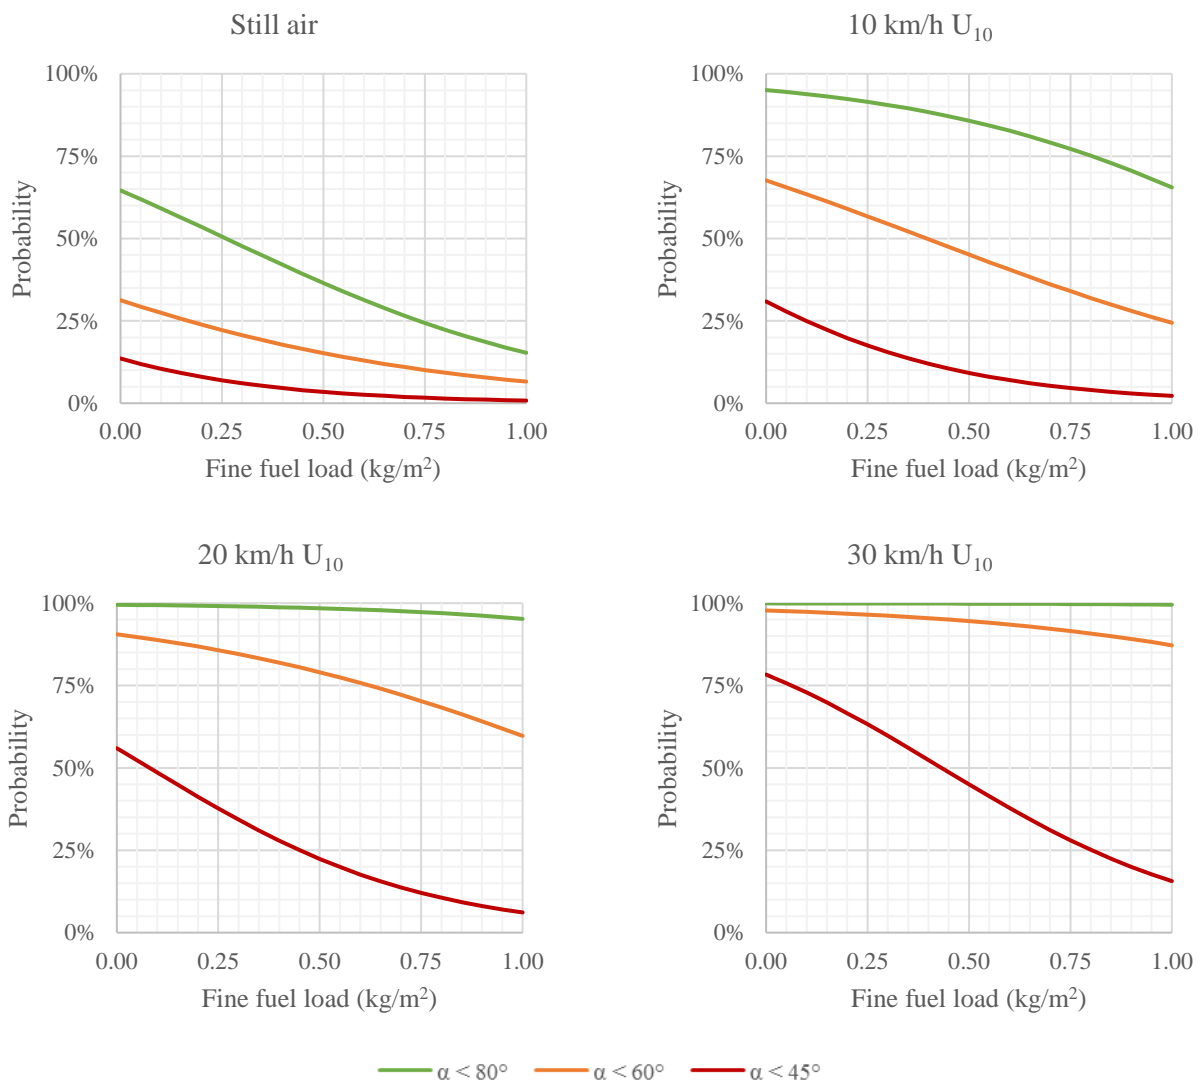 Still air
100%
75%
50%
25%
0%
Probability
0.00 0.25 0.50 0.75 1.00
Fine fuel load (kg/m²)
10 km/h U₁₀
100%
75%
50%
25%
0%
Probability
0.00 0.25 0.50 0.75 1.00
Fine fuel load (kg/m²)
20 km/h U₁₀
100%
75%
50%
25%
0%
Probability
0.00 0.25 0.50 0.75 1.00
Fine fuel load (kg/m²)
30 km/h U₁₀
100%
75%
50%
25%
0%
Probability
0.00 0.25 0.50 0.75 1.00
Fine fuel load (kg/m²)
α < 80° α < 60° α < 45°